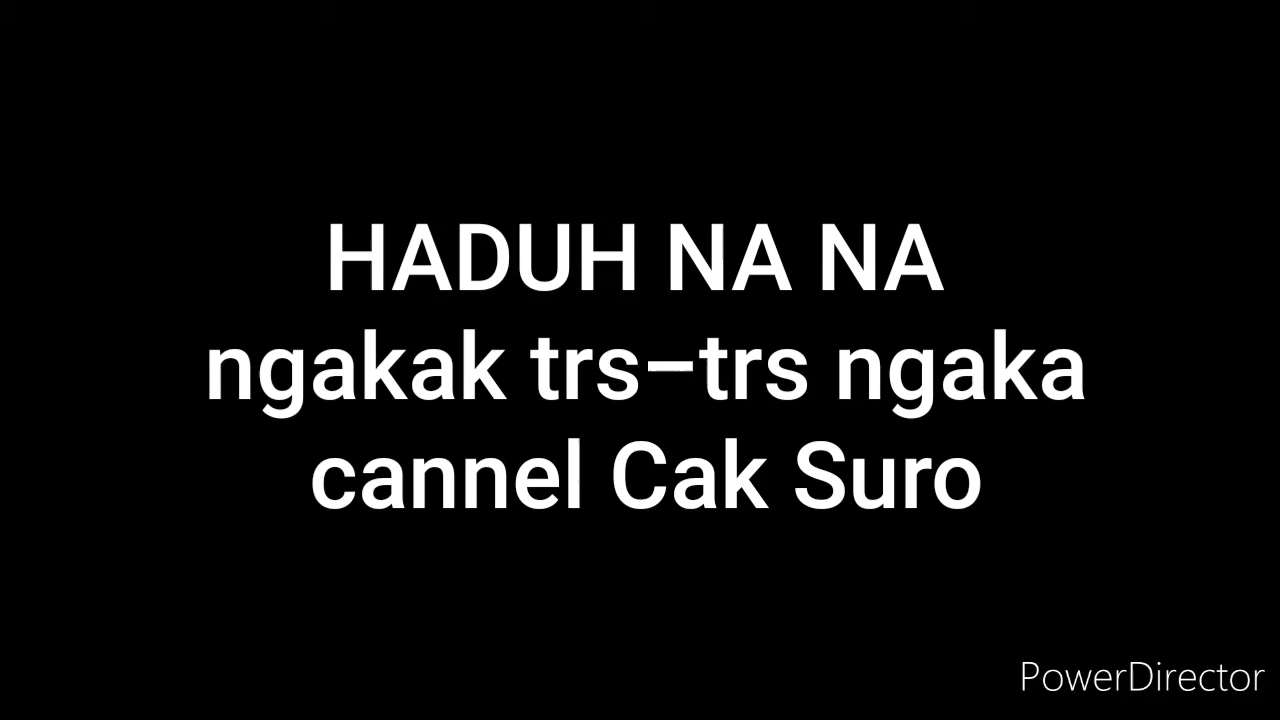 HADUH NA NA
ngakak trs–trs ngaka
cannel Cak Suro
PowerDirector